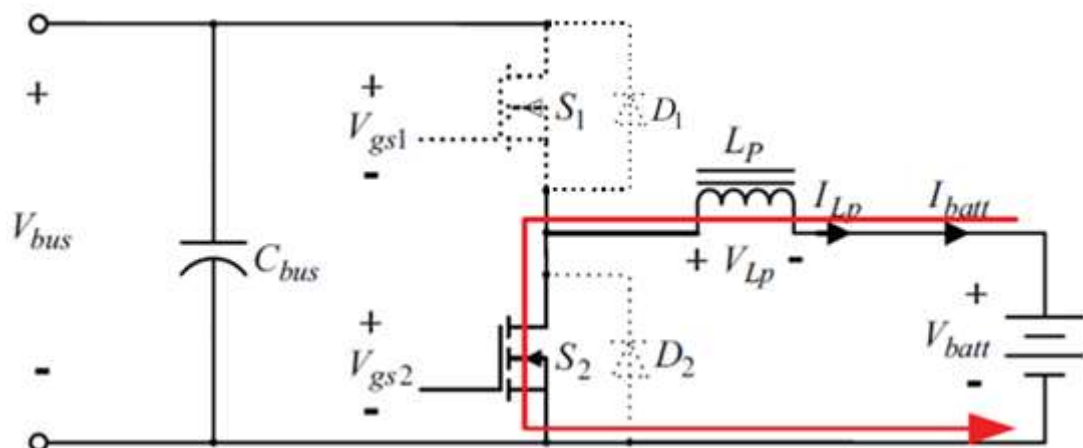 +
V_bus
-
C_bus
+
V_gs1
-
S_1
D_1
L_P
I_Lp
I_batt
+ V_Lp -
+
V_gs2
-
S_2
D_2
+
V_batt
-